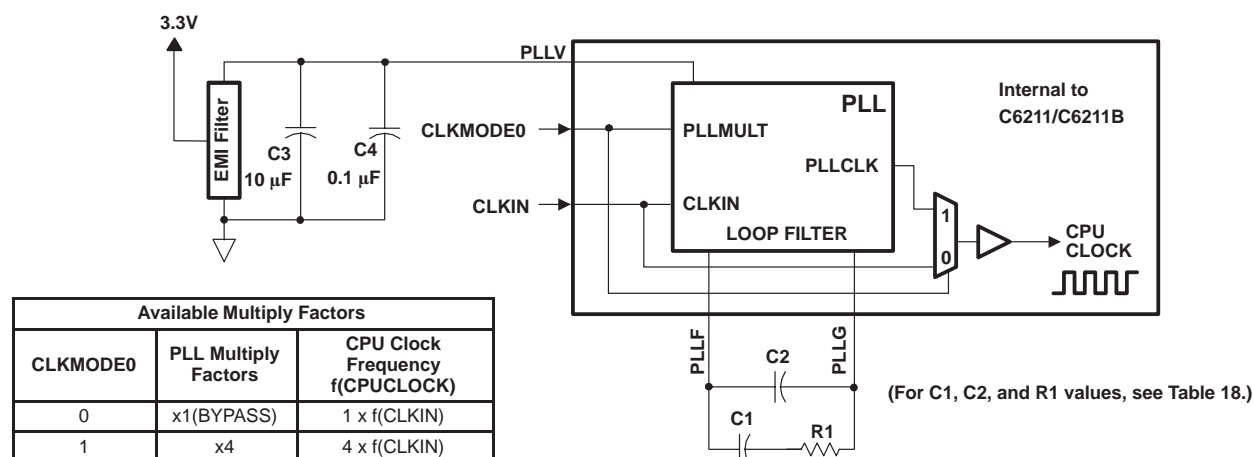 3.3V
PLLV
EMI Filter
C3
10 μF
C4
0.1 μF
CLKMODE0
CLKIN
PLL
PLLMULT
PLLCLK
CLKIN
LOOP FILTER
Internal to
C6211/C6211B
1
0
CPU
CLOCK
PLLF
PLLG
C2
C1
R1
(For C1, C2, and R1 values, see Table 18.)
Available Multiply Factors
CLKMODE0
PLL Multiply
Factors
CPU Clock
Frequency
f(CPUCLOCK)
0
x1(BYPASS)
1 x f(CLKIN)
1
x4
4 x f(CLKIN)